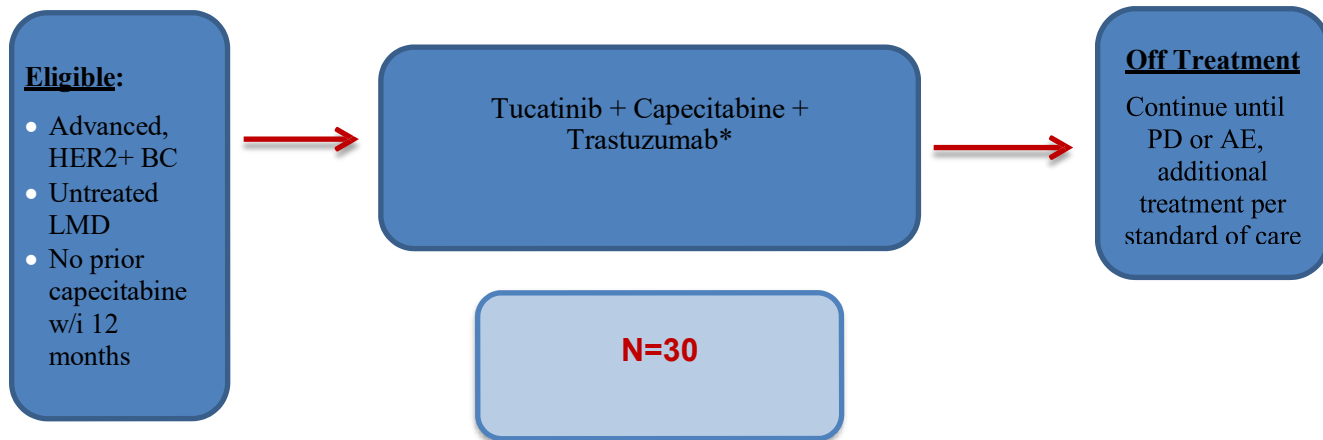 Eligible:
• Advanced,
HER2+ BC
• Untreated
LMD
• No prior
capecitabine
w/i 12
months
Tucatinib + Capecitabine +
Trastuzumab*
N=30
Off Treatment
Continue until
PD or AE,
additional
treatment per
standard of care